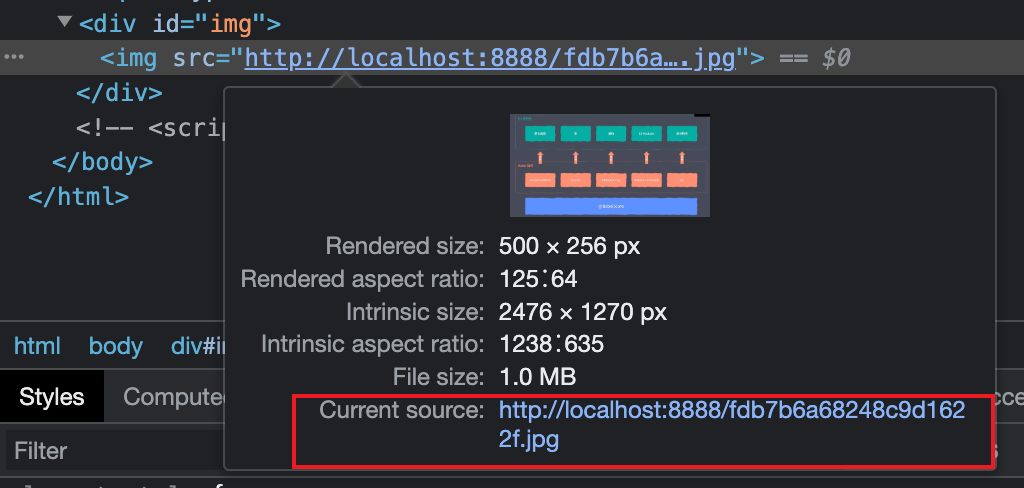 <div id="img">
<img src="http://localhost:8888/fdb7b6a….jpg"> == $0
</div>
<!-- <scrip
</body>
</html>
Rendered size: 500 × 256 px
Rendered aspect ratio: 125:64
Intrinsic size: 2476 × 1270 px
Intrinsic aspect ratio: 1238:635
File size: 1.0 MB
Current source: http://localhost:8888/fdb7b6a68248c9d162
2f.jpg
html body div#i
Styles Compute
Filter